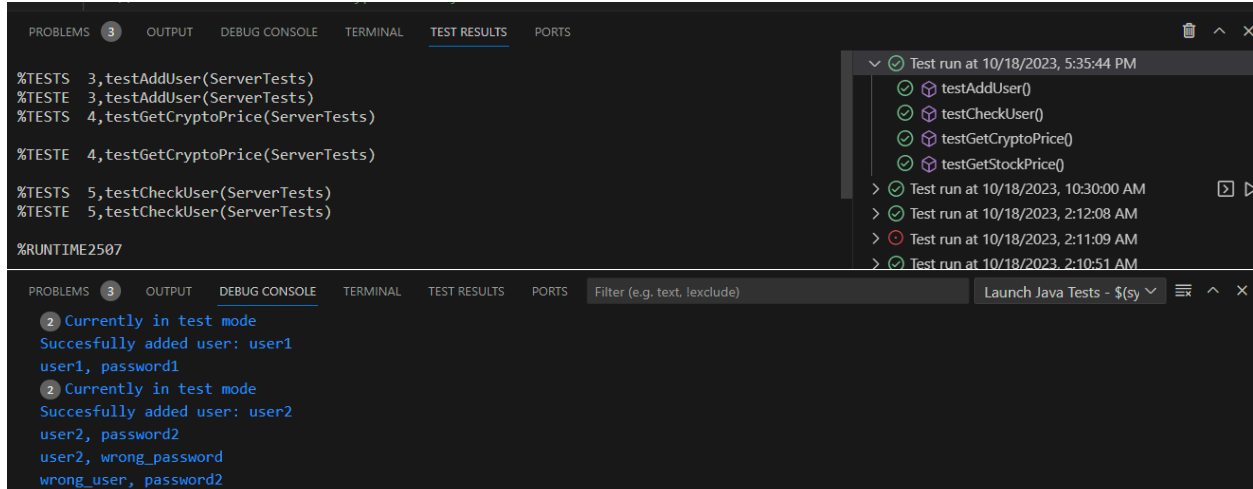 PROBLEMS 3 OUTPUT DEBUG CONSOLE TERMINAL TEST RESULTS PORTS
%TESTS 3,testAddUser(ServerTests)
%TESTE 3,testAddUser(ServerTests)
%TESTS 4,testGetCryptoPrice(ServerTests)
%TESTE 4,testGetCryptoPrice(ServerTests)
%TESTS 5,testCheckUser(ServerTests)
%TESTE 5,testCheckUser(ServerTests)
%RUNTIME2507
Test run at 10/18/2023, 5:35:44 PM
testAddUser()
testCheckUser()
testGetCryptoPrice()
testGetStockPrice()
Test run at 10/18/2023, 10:30:00 AM
Test run at 10/18/2023, 2:12:08 AM
Test run at 10/18/2023, 2:11:09 AM
Test run at 10/18/2023, 2:10:51 AM
PROBLEMS 3 OUTPUT DEBUG CONSOLE TERMINAL TEST RESULTS PORTS Filter (e.g. text, !exclude) Launch Java Tests - $(sy
2 Currently in test mode
Succesfully added user: user1
user1, password1
2 Currently in test mode
Succesfully added user: user2
user2, password2
user2, wrong_password
wrong_user, password2